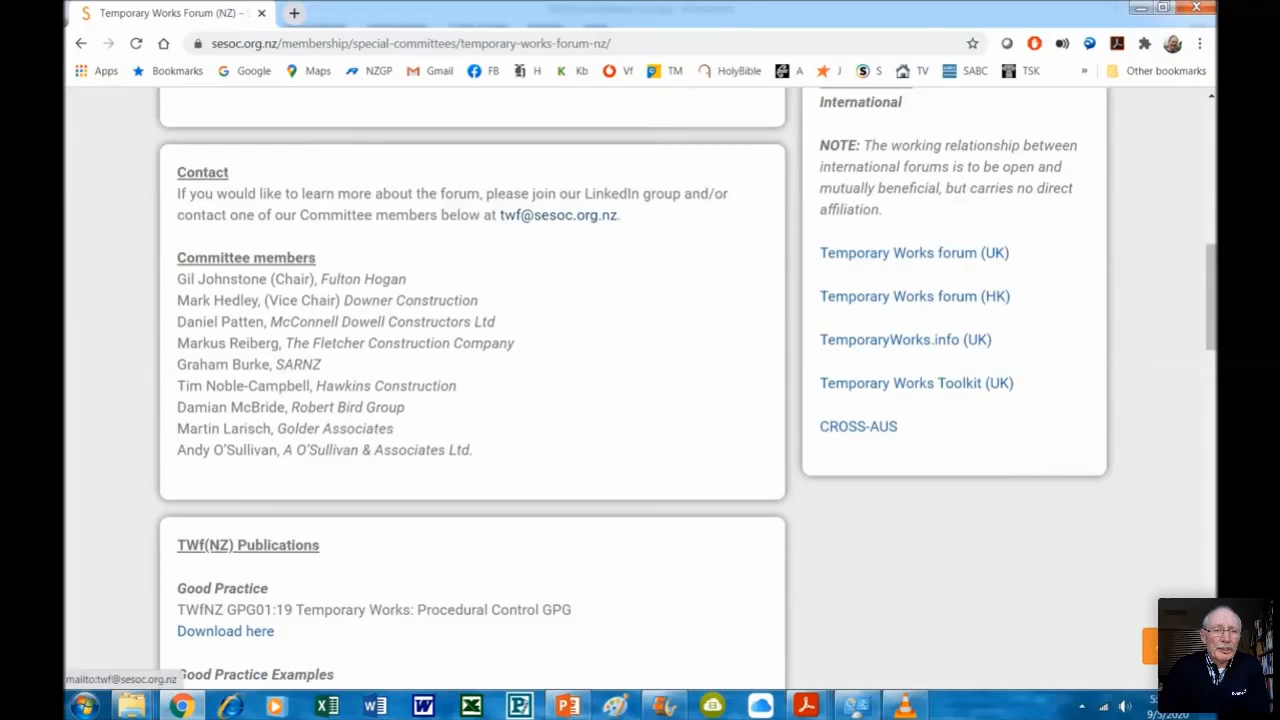 Temporary Works Forum (NZ) –
sesoc.org.nz/membership/special-committees/temporary-works-forum-nz/
Apps Bookmarks Google Maps NZGP Gmail FB H Kb Vf TM HolyBible A J S TV SABC TSK » Other bookmarks
Contact
If you would like to learn more about the forum, please join our LinkedIn group and/or
contact one of our Committee members below at twf@sesoc.org.nz.
Committee members
Gil Johnstone (Chair), Fulton Hogan
Mark Hedley, (Vice Chair) Downer Construction
Daniel Patten, McConnell Dowell Constructors Ltd
Markus Reiberg, The Fletcher Construction Company
Graham Burke, SARNZ
Tim Noble-Campbell, Hawkins Construction
Damian McBride, Robert Bird Group
Martin Larisch, Golder Associates
Andy O'Sullivan, A O'Sullivan & Associates Ltd.
TWf(NZ) Publications
Good Practice
TWfNZ GPG01:19 Temporary Works: Procedural Control GPG
Download here
Good Practice Examples
mailto:twf@sesoc.org.nz
International
NOTE: The working relationship between
international forums is to be open and
mutually beneficial, but carries no direct
affiliation.
Temporary Works forum (UK)
Temporary Works forum (HK)
TemporaryWorks.info (UK)
Temporary Works Toolkit (UK)
CROSS-AUS